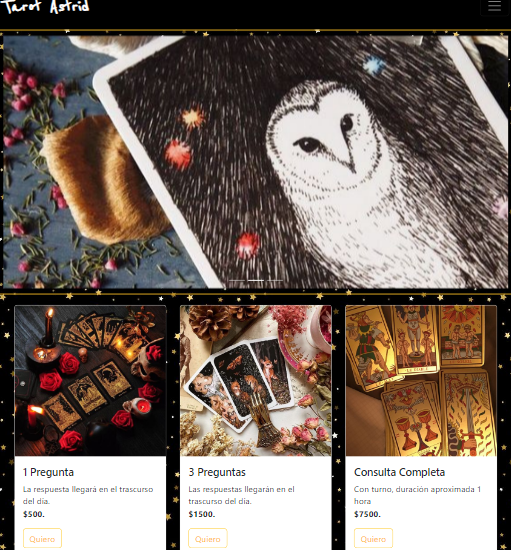 Tarot Astrid
1 Pregunta
La respuesta llegará en el trascurso
del día.
$500.
Quiero
3 Preguntas
Las respuestas llegarán en el
trascurso del día.
$1500.
Quiero
Consulta Completa
Con turno, duración aproximada 1
hora
$7500.
Quiero